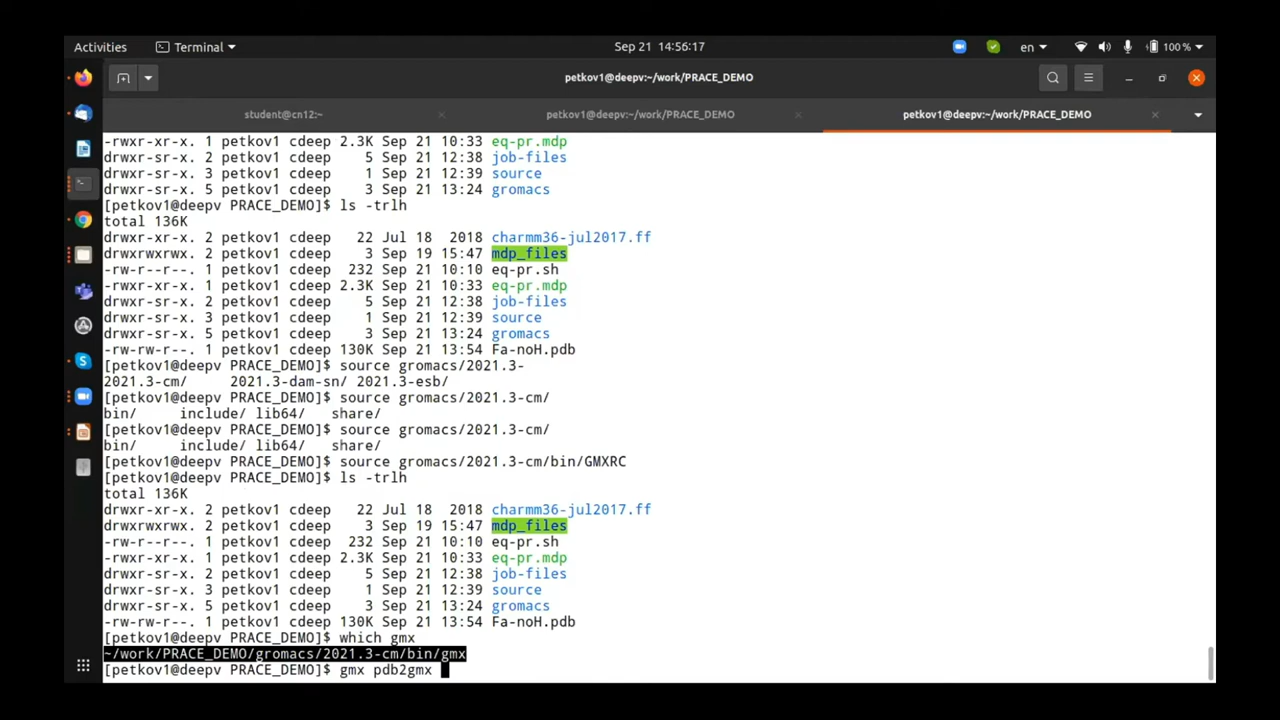 Activities
Terminal
Sep 21 14:56:17
en
100 %
petkov1@deepv:~/work/PRACE_DEMO
student@cn12:~
petkov1@deepv:~/work/PRACE_DEMO
petkov1@deepv:~/work/PRACE_DEMO
-rwxr-xr-x. 1 petkov1 cdeep 2.3K Sep 21 10:33 eq-pr.mdp
drwxr-sr-x. 2 petkov1 cdeep    5 Sep 21 12:38 job-files
drwxr-sr-x. 3 petkov1 cdeep    1 Sep 21 12:39 source
drwxr-sr-x. 5 petkov1 cdeep    3 Sep 21 13:24 gromacs
[petkov1@deepv PRACE_DEMO]$ ls -trlh
total 136K
drwxr-sr-x. 2 petkov1 cdeep   22 Jul 18  2018 charmm36-jul2017.ff
drwxrwxrwx. 2 petkov1 cdeep    3 Sep 19 15:47 mdp_files
-rw-r--r--. 1 petkov1 cdeep  232 Sep 21 10:10 eq-pr.sh
-rwxr-xr-x. 1 petkov1 cdeep 2.3K Sep 21 10:33 eq-pr.mdp
drwxr-sr-x. 2 petkov1 cdeep    5 Sep 21 12:38 job-files
drwxr-sr-x. 3 petkov1 cdeep    1 Sep 21 12:39 source
drwxr-sr-x. 5 petkov1 cdeep    3 Sep 21 13:24 gromacs
-rw-rw-r--. 1 petkov1 cdeep 130K Sep 21 13:54 Fa-noH.pdb
[petkov1@deepv PRACE_DEMO]$ source gromacs/2021.3-
2021.3-cm/     2021.3-dam-sn/ 2021.3-esb/
[petkov1@deepv PRACE_DEMO]$ source gromacs/2021.3-cm/
bin/     include/ lib64/   share/
[petkov1@deepv PRACE_DEMO]$ source gromacs/2021.3-cm/
bin/     include/ lib64/   share/
[petkov1@deepv PRACE_DEMO]$ source gromacs/2021.3-cm/bin/GMXRC
[petkov1@deepv PRACE_DEMO]$ ls -trlh
total 136K
drwxr-sr-x. 2 petkov1 cdeep   22 Jul 18  2018 charmm36-jul2017.ff
drwxrwxrwx. 2 petkov1 cdeep    3 Sep 19 15:47 mdp_files
-rw-r--r--. 1 petkov1 cdeep  232 Sep 21 10:10 eq-pr.sh
-rwxr-xr-x. 1 petkov1 cdeep 2.3K Sep 21 10:33 eq-pr.mdp
drwxr-sr-x. 2 petkov1 cdeep    5 Sep 21 12:38 job-files
drwxr-sr-x. 3 petkov1 cdeep    1 Sep 21 12:39 source
drwxr-sr-x. 5 petkov1 cdeep    3 Sep 21 13:24 gromacs
-rw-rw-r--. 1 petkov1 cdeep 130K Sep 21 13:54 Fa-noH.pdb
[petkov1@deepv PRACE_DEMO]$ which gmx
~/work/PRACE_DEMO/gromacs/2021.3-cm/bin/gmx
[petkov1@deepv PRACE_DEMO]$ gmx pdb2gmx